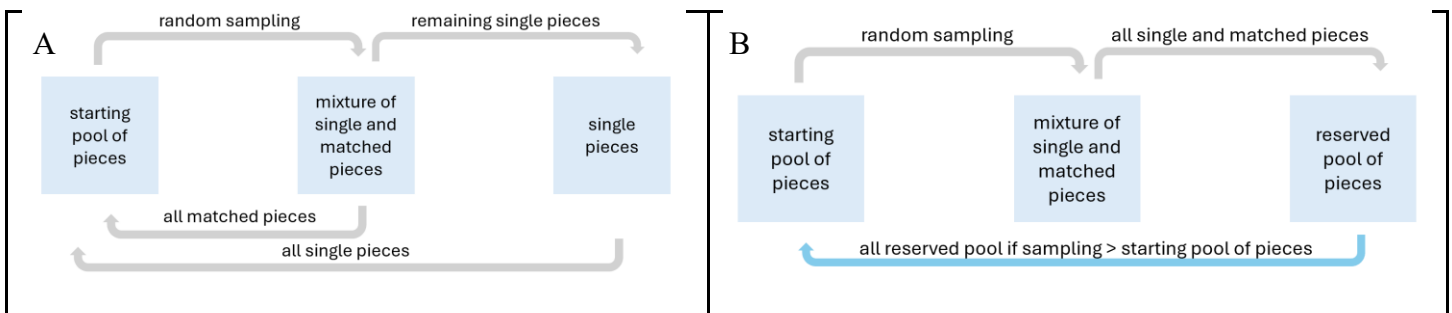 A
random sampling
remaining single pieces
starting
pool of
pieces
mixture of
single and
matched
pieces
single
pieces
all matched pieces
all single pieces
B
random sampling
all single and matched pieces
starting
pool of
pieces
mixture of
single and
matched
pieces
reserved
pool of
pieces
all reserved pool if sampling > starting pool of pieces